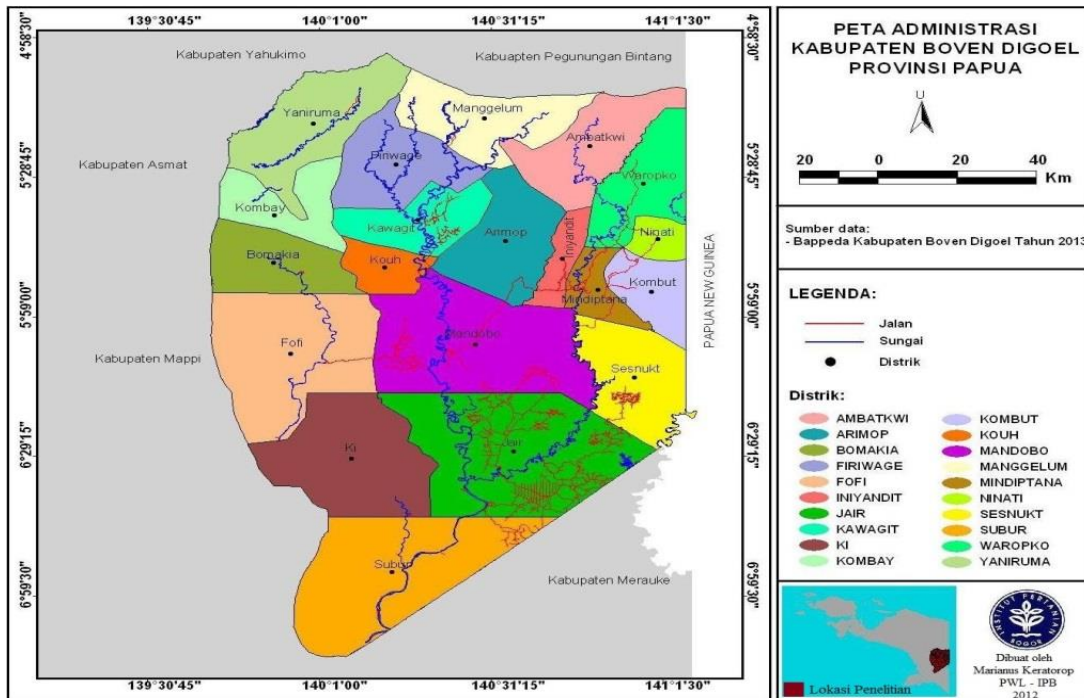 139°30'45"
140°1'00"
140°31'15"
141°1'30"
4°58'30"
5°28'45"
5°59'00"
6°29'15"
6°59'30"
Kabupaten Yahukimo
Kabuapten Pegunungan Bintang
Yaniruma
Manggelum
Ambatkwi
Kabupaten Asmat
Firiwage
Waropko
Kombay
Kawagit
Arimop
Iniyandit
Ninati
Bomakia
Kouh
Mindiptana
Kombut
PAPUA NEW GUINEA
Kabupaten Mappi
Fofi
Mandobo
Sesnukt
Ki
Jair
Subur
Kabupaten Merauke
4°58'30"
5°28'45"
5°59'00"
6°29'15"
6°59'30"
139°30'45"
140°1'00"
140°31'15"
141°1'30"
PETA ADMINISTRASI
KABUPATEN BOVEN DIGOEL
PROVINSI PAPUA
U
20 0 20 40
Km
Sumber data:
- Bappeda Kabupaten Boven Digoel Tahun 2013
LEGENDA:
Jalan
Sungai
Distrik
Distrik:
AMBATKWI
ARIMOP
BOMAKIA
FIRIWAGE
FOFI
INIYANDIT
JAIR
KAWAGIT
KI
KOMBAY
KOMBUT
KOUH
MANDOBO
MANGGELUM
MINDIPTANA
NINATI
SESNUKT
SUBUR
WAROPKO
YANIRUMA
Lokasi Penelitian
INSTITUT PERTANIAN
BOGOR
Dibuat oleh
Marianus Keratorop
PWL - IPB
2012